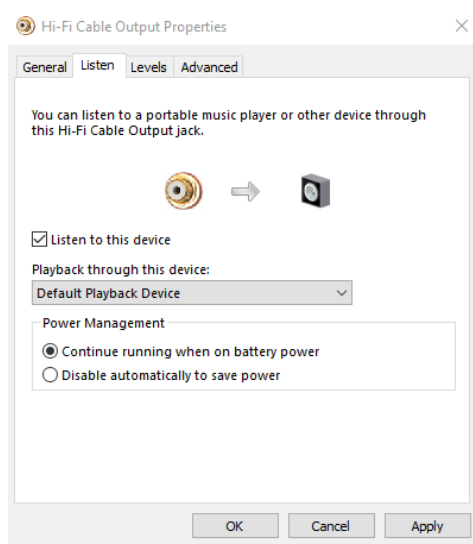 Hi-Fi Cable Output Properties
General Listen Levels Advanced
You can listen to a portable music player or other device through
this Hi-Fi Cable Output jack.
Listen to this device
Playback through this device:
Default Playback Device
Power Management
Continue running when on battery power
Disable automatically to save power
OK Cancel Apply